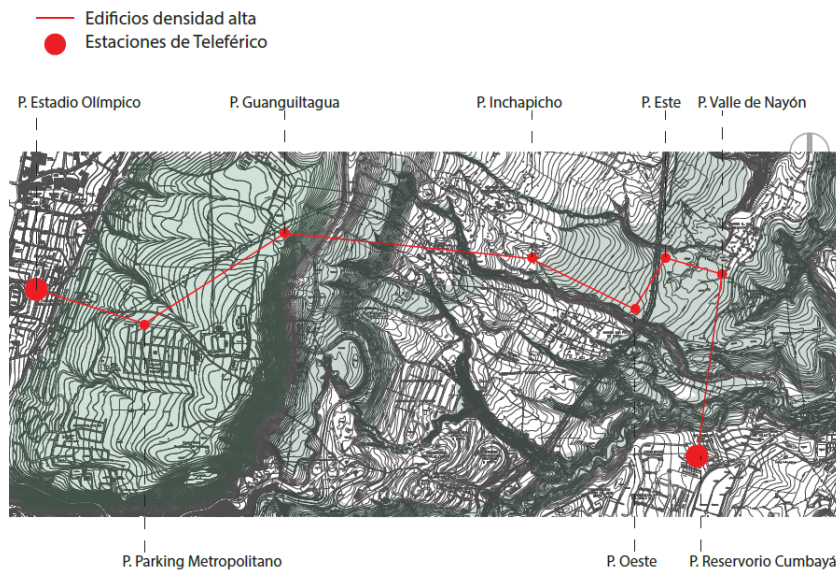 Edificios densidad alta
Estaciones de Teleférico
P. Estadio Olímpico
P. Guanguiltagua
P. Inchapicho
P. Este
P. Valle de Nayón
P. Parking Metropolitano
P. Oeste
P. Reservorio Cumbayá